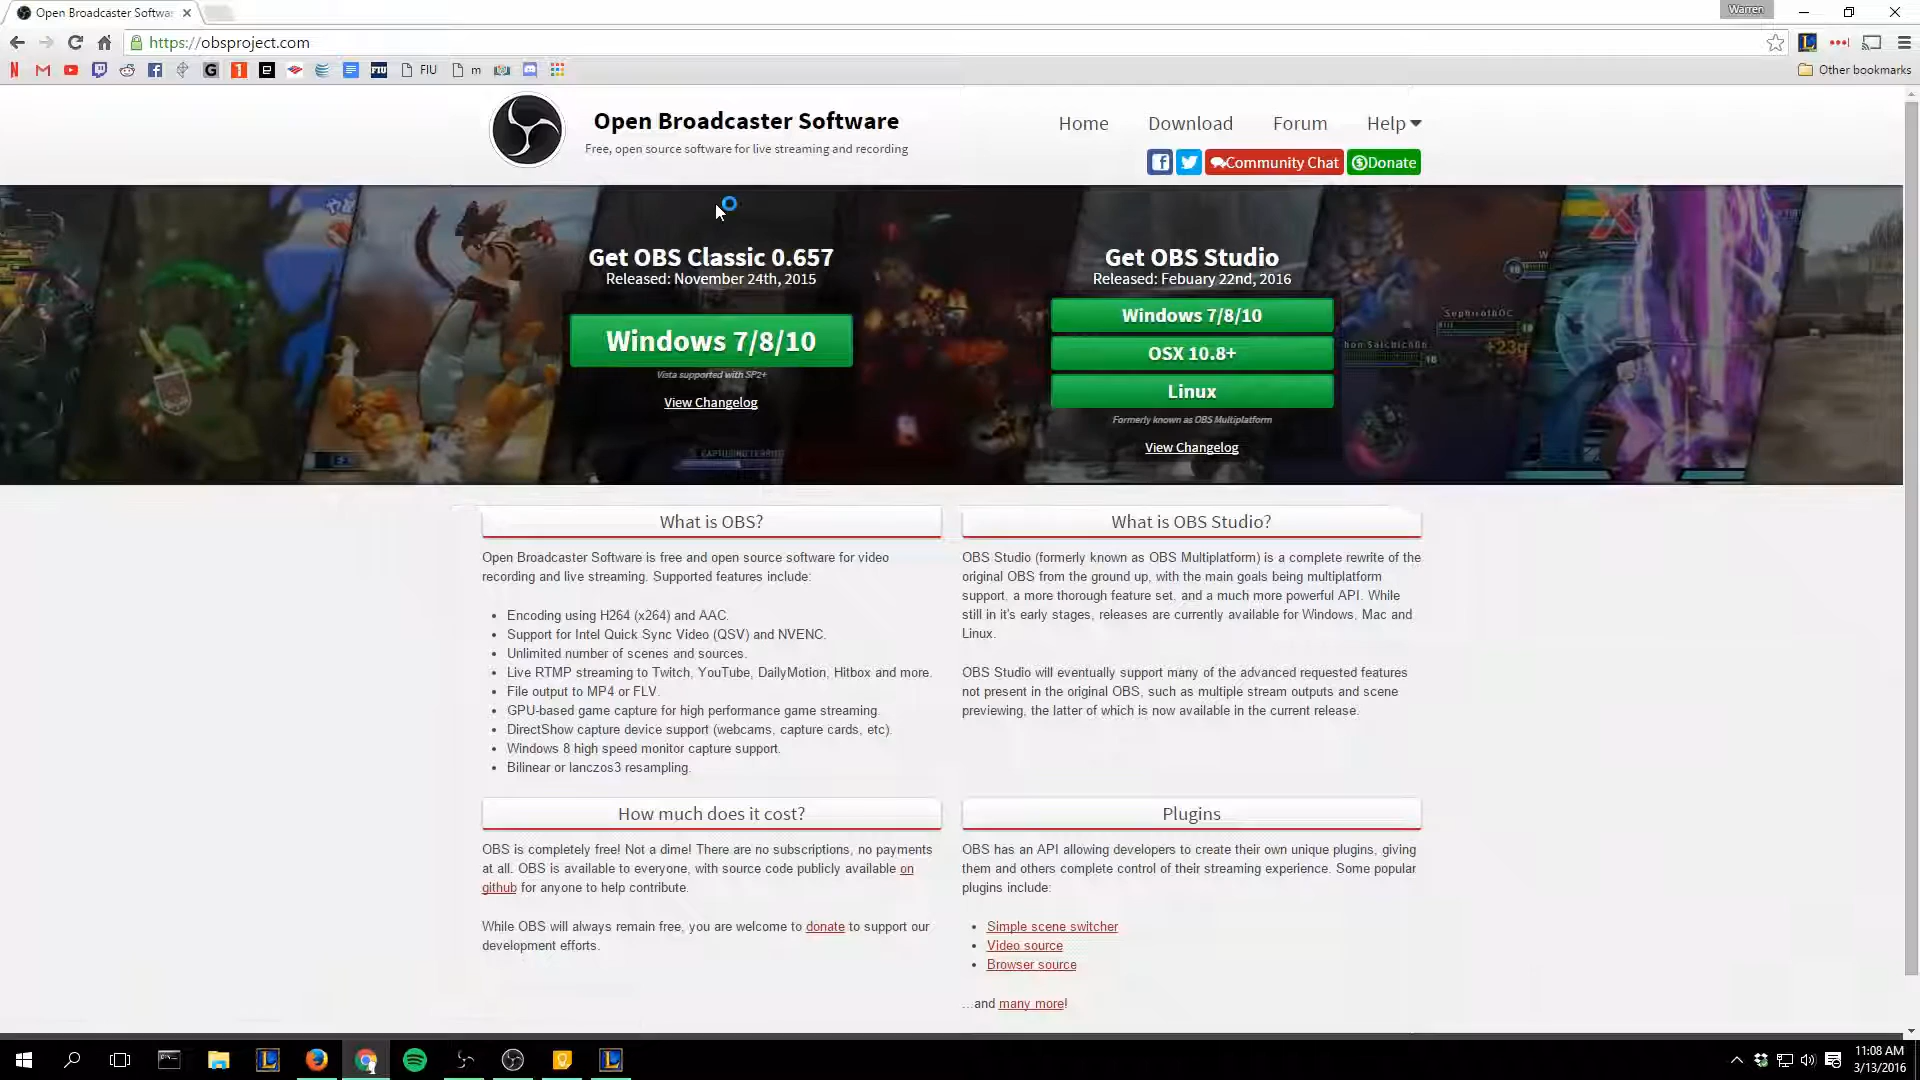 Open Broadcaster Softwa
Warren
https://obsproject.com
FIU
m
Other bookmarks
Open Broadcaster Software
Free, open source software for live streaming and recording
Home
Download
Forum
Help
Community Chat
Donate
Get OBS Classic 0.657
Released: November 24th, 2015
Windows 7/8/10
Vista supported with SP2+
View Changelog
Get OBS Studio
Released: Febuary 22nd, 2016
Windows 7/8/10
OSX 10.8+
Linux
Formerly known as OBS Multiplatform
View Changelog
+23g
What is OBS?
Open Broadcaster Software is free and open source software for video
recording and live streaming. Supported features include:
• Encoding using H264 (x264) and AAC.
• Support for Intel Quick Sync Video (QSV) and NVENC.
• Unlimited number of scenes and sources.
• Live RTMP streaming to Twitch, YouTube, DailyMotion, Hitbox and more.
• File output to MP4 or FLV.
• GPU-based game capture for high performance game streaming.
• DirectShow capture device support (webcams, capture cards, etc).
• Windows 8 high speed monitor capture support.
• Bilinear or lanczos3 resampling.
What is OBS Studio?
OBS Studio (formerly known as OBS Multiplatform) is a complete rewrite of the
original OBS from the ground up, with the main goals being multiplatform
support, a more thorough feature set, and a much more powerful API. While
still in it's early stages, releases are currently available for Windows, Mac and
Linux.
OBS Studio will eventually support many of the advanced requested features
not present in the original OBS, such as multiple stream outputs and scene
previewing, the latter of which is now available in the current release.
How much does it cost?
OBS is completely free! Not a dime! There are no subscriptions, no payments
at all. OBS is available to everyone, with source code publicly available on
github for anyone to help contribute.
While OBS will always remain free, you are welcome to donate to support our
development efforts.
Plugins
OBS has an API allowing developers to create their own unique plugins, giving
them and others complete control of their streaming experience. Some popular
plugins include:
• Simple scene switcher
• Video source
• Browser source
...and many more!
11:08 AM
3/13/2016